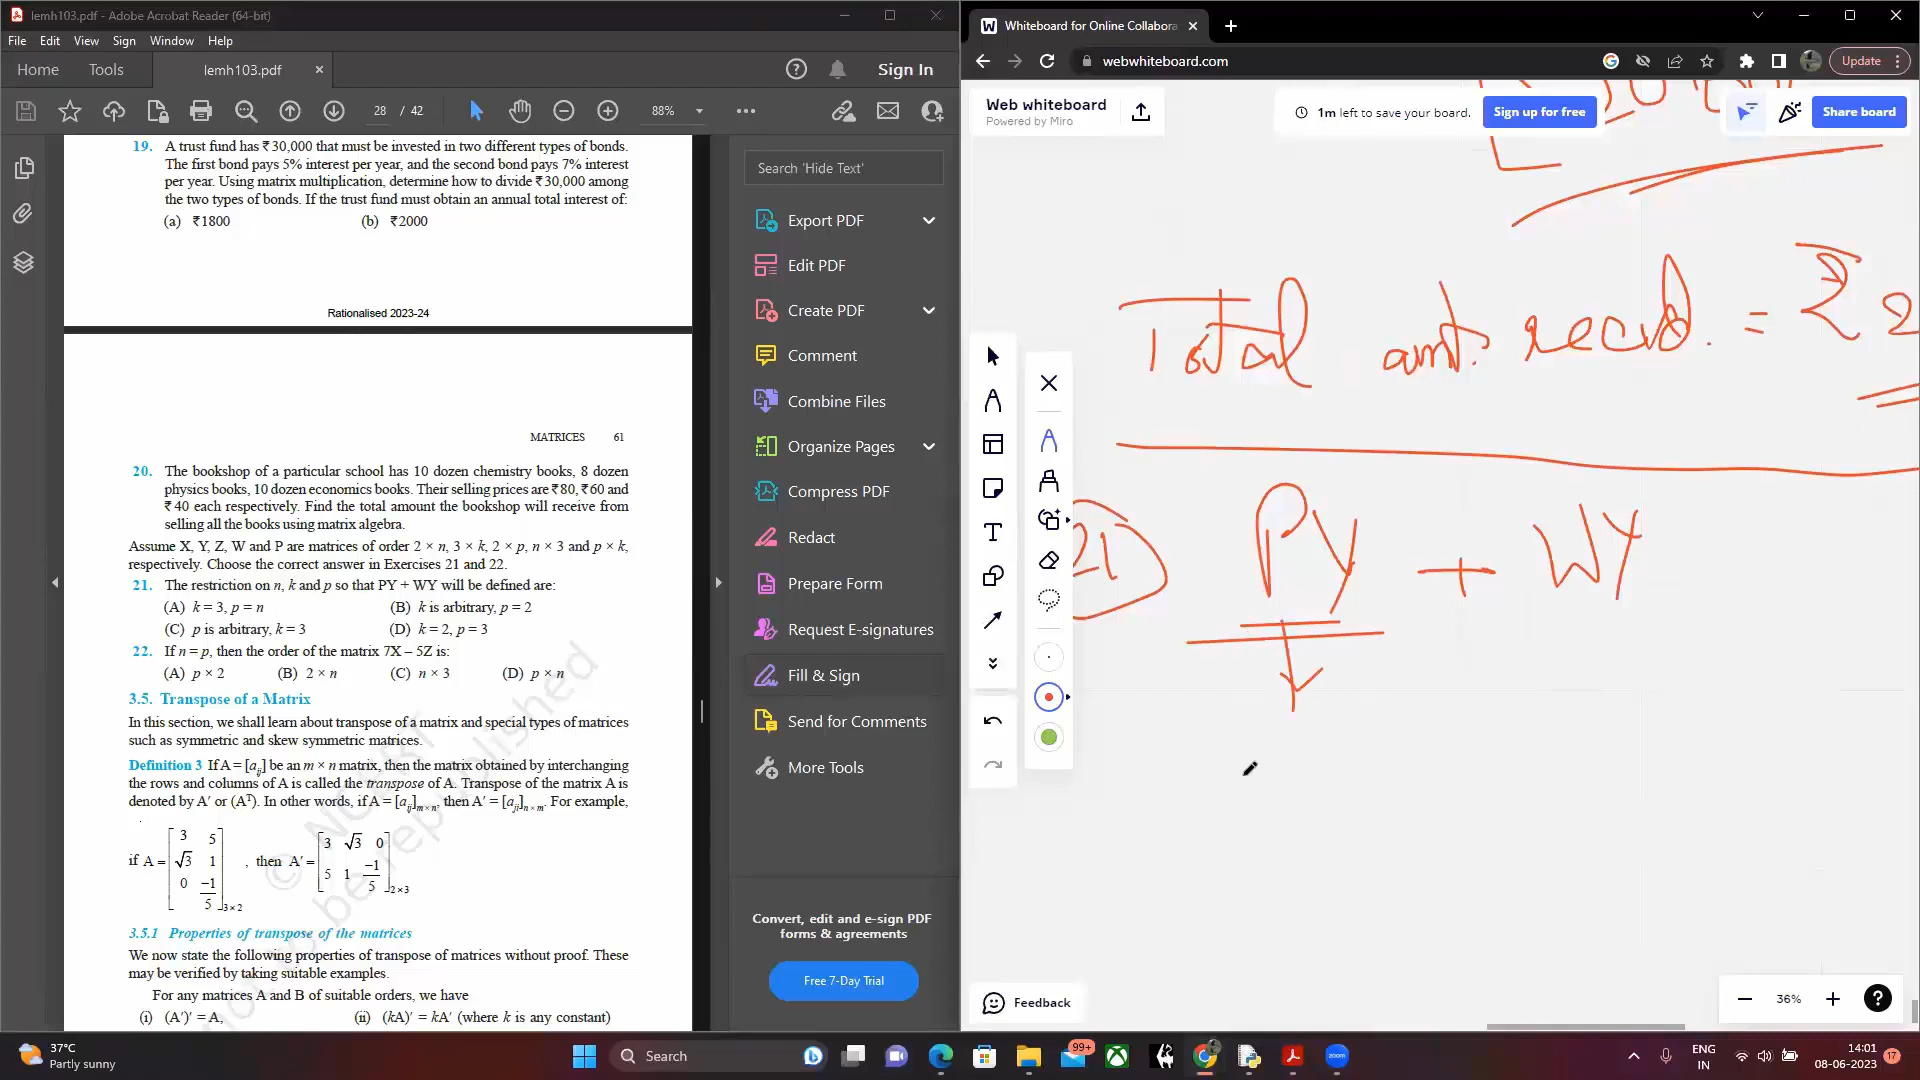 lemh103.pdf - Adobe Acrobat Reader (64-bit)
File Edit View Sign Window Help
Home Tools lemh103.pdf × Sign In
28 / 42 88%
19. A trust fund has ₹30,000 that must be invested in two different types of bonds.
The first bond pays 5% interest per year, and the second bond pays 7% interest
per year. Using matrix multiplication, determine how to divide ₹30,000 among
the two types of bonds. If the trust fund must obtain an annual total interest of:
(a) ₹1800 (b) ₹2000
Rationalised 2023-24
MATRICES 61
20. The bookshop of a particular school has 10 dozen chemistry books, 8 dozen
physics books, 10 dozen economics books. Their selling prices are ₹80, ₹60 and
₹40 each respectively. Find the total amount the bookshop will receive from
selling all the books using matrix algebra.
Assume X, Y, Z, W and P are matrices of order 2 × n, 3 × k, 2 × p, n × 3 and p × k,
respectively. Choose the correct answer in Exercises 21 and 22.
21. The restriction on n, k and p so that PY + WY will be defined are:
(A) k = 3, p = n (B) k is arbitrary, p = 2
(C) p is arbitrary, k = 3 (D) k = 2, p = 3
22. If n = p, then the order of the matrix 7X – 5Z is:
(A) p × 2 (B) 2 × n (C) n × 3 (D) p × n
3.5. Transpose of a Matrix
In this section, we shall learn about transpose of a matrix and special types of matrices
such as symmetric and skew symmetric matrices.
Definition 3 If A = [aij] be an m × n matrix, then the matrix obtained by interchanging
the rows and columns of A is called the transpose of A. Transpose of the matrix A is
denoted by A′ or (Aᵀ). In other words, if A = [aij]m × n, then A′ = [aji]n × m. For example,
if A = [3 5; √3 1; 0 −1/5]3 × 2 , then A′ = [3 √3 0; 5 1 −1/5]2 × 3
3.5.1 Properties of transpose of the matrices
We now state the following properties of transpose of matrices without proof. These
may be verified by taking suitable examples.
For any matrices A and B of suitable orders, we have
(i) (A′)′ = A, (ii) (kA)′ = kA′ (where k is any constant)
© NCERT
not to be republished
Search 'Hide Text'
Export PDF
Edit PDF
Create PDF
Comment
Combine Files
Organize Pages
Compress PDF
Redact
Prepare Form
Request E-signatures
Fill & Sign
Send for Comments
More Tools
Convert, edit and e-sign PDF
forms & agreements
Free 7-Day Trial
Whiteboard for Online Collabora
webwhiteboard.com
Update
Web whiteboard
Powered by Miro
1m left to save your board. Sign up for free
Share board
Total amt. recvd. = ₹ 2
21 PY + WY
Feedback
36%
37°C
Partly sunny
Search
99+
zoom
ENG
IN
14:01
08-06-2023
17